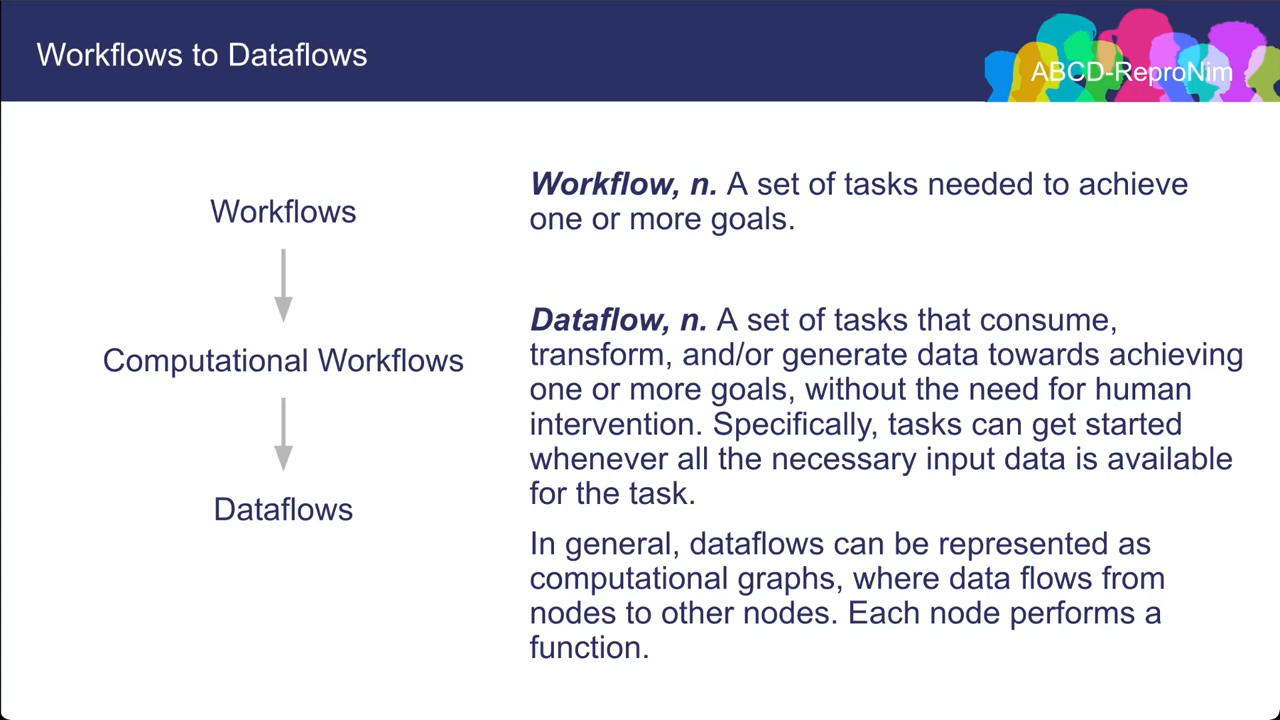 Workflows to Dataflows
ABCD-ReproNim
Workflows
Computational Workflows
Dataflows
Workflow, n. A set of tasks needed to achieve
one or more goals.
Dataflow, n. A set of tasks that consume,
transform, and/or generate data towards achieving
one or more goals, without the need for human
intervention. Specifically, tasks can get started
whenever all the necessary input data is available
for the task.
In general, dataflows can be represented as
computational graphs, where data flows from
nodes to other nodes. Each node performs a
function.